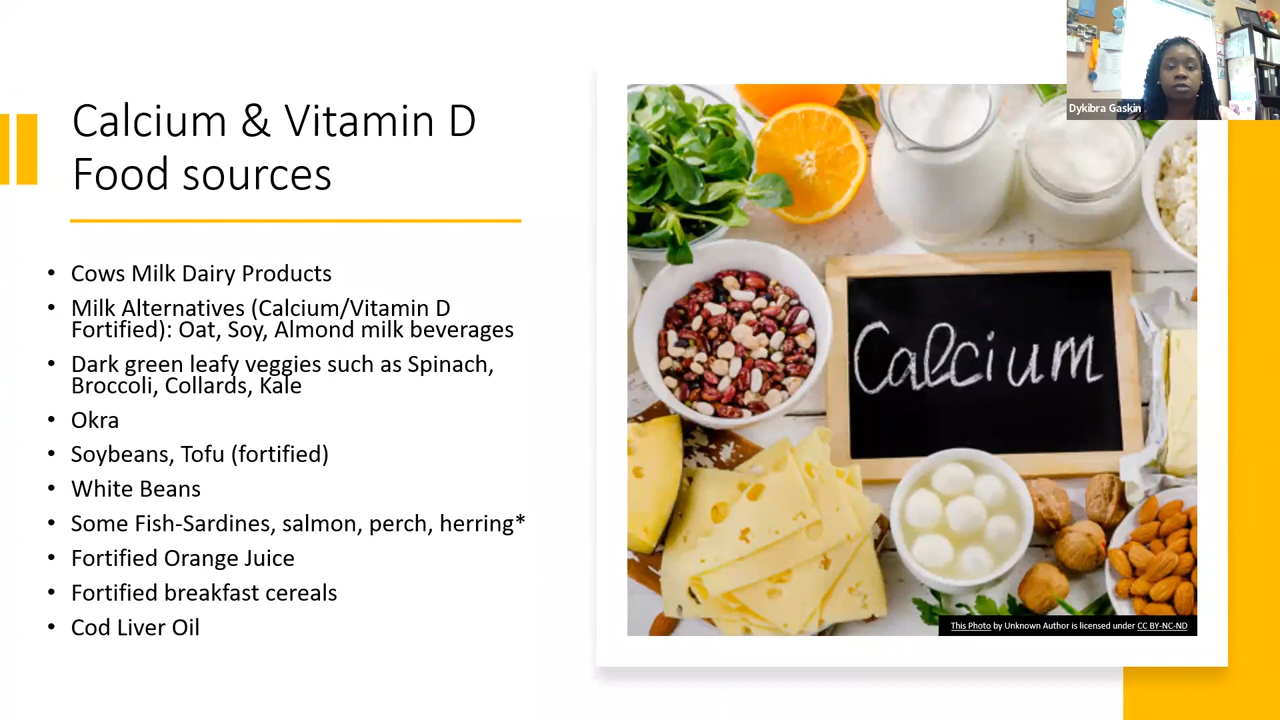 Dykibra Gaskin
Calcium & Vitamin D
Food sources
• Cows Milk Dairy Products
• Milk Alternatives (Calcium/Vitamin D
Fortified): Oat, Soy, Almond milk beverages
• Dark green leafy veggies such as Spinach,
Broccoli, Collards, Kale
• Okra
• Soybeans, Tofu (fortified)
• White Beans
• Some Fish-Sardines, salmon, perch, herring*
• Fortified Orange Juice
• Fortified breakfast cereals
• Cod Liver Oil
Calcium
This Photo by Unknown Author is licensed under CC BY-NC-ND